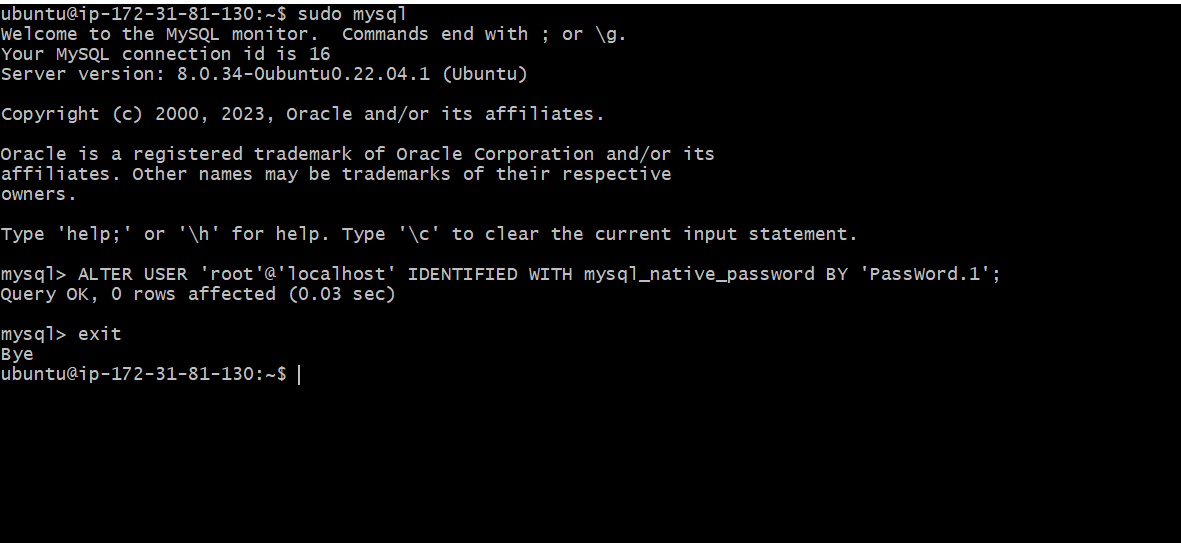 ubuntu@ip-172-31-81-130:~$ sudo mysql
Welcome to the MySQL monitor.  Commands end with ; or \g.
Your MySQL connection id is 16
Server version: 8.0.34-0ubuntu0.22.04.1 (Ubuntu)
Copyright (c) 2000, 2023, Oracle and/or its affiliates.
Oracle is a registered trademark of Oracle Corporation and/or its
affiliates. Other names may be trademarks of their respective
owners.
Type 'help;' or '\h' for help. Type '\c' to clear the current input statement.
mysql> ALTER USER 'root'@'localhost' IDENTIFIED WITH mysql_native_password BY 'PassWord.1';
Query OK, 0 rows affected (0.03 sec)
mysql> exit
Bye
ubuntu@ip-172-31-81-130:~$